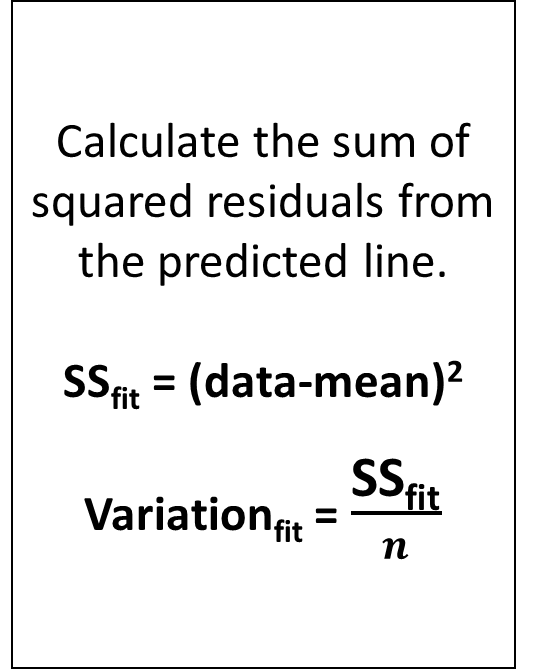 Calculate the sum of
squared residuals from
the predicted line.
SSfit = (data-mean)²
Variationfit = SSfit
n